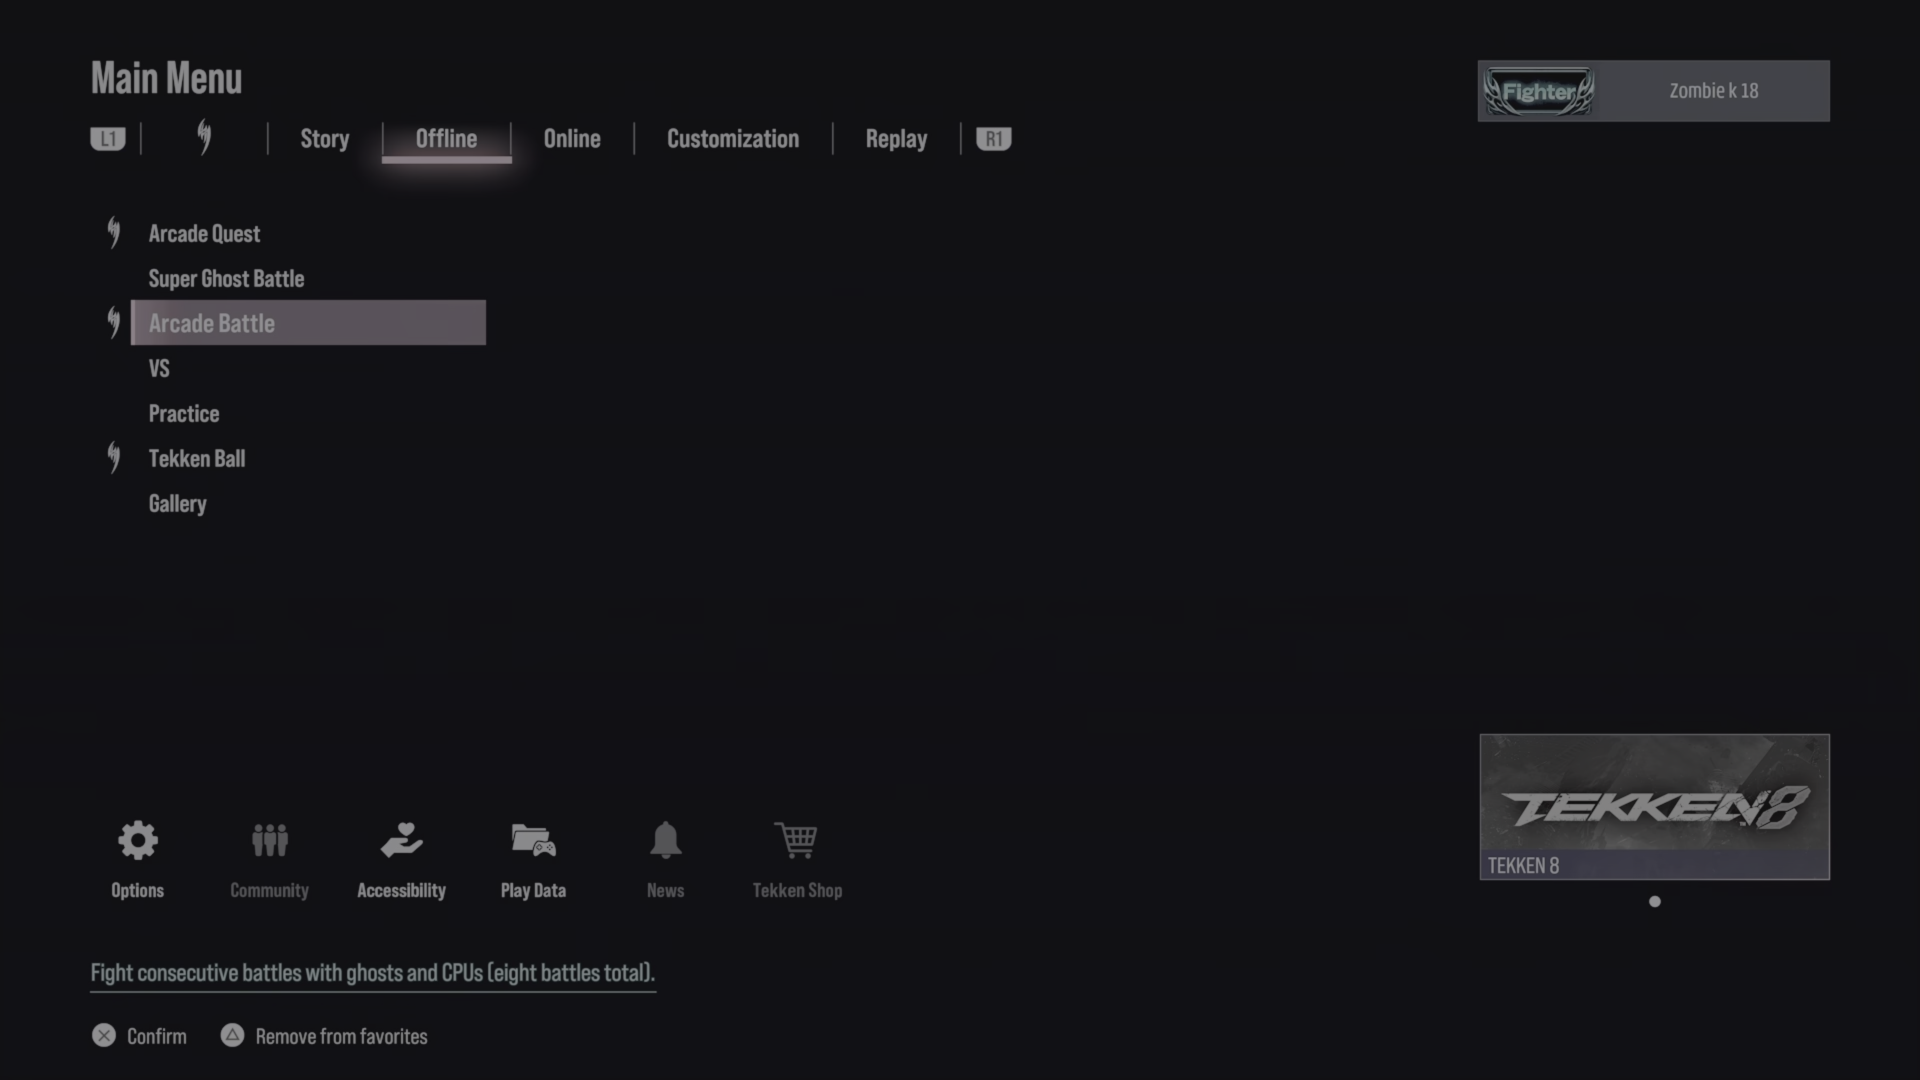 Main Menu
Fighter
Zombie k 18
L1
Story
Offline
Online
Customization
Replay
R1
Arcade Quest
Super Ghost Battle
Arcade Battle
VS
Practice
Tekken Ball
Gallery
TEKKEN 8
TEKKEN 8
Options
Community
Accessibility
Play Data
News
Tekken Shop
Fight consecutive battles with ghosts and CPUs (eight battles total).
Confirm
Remove from favorites